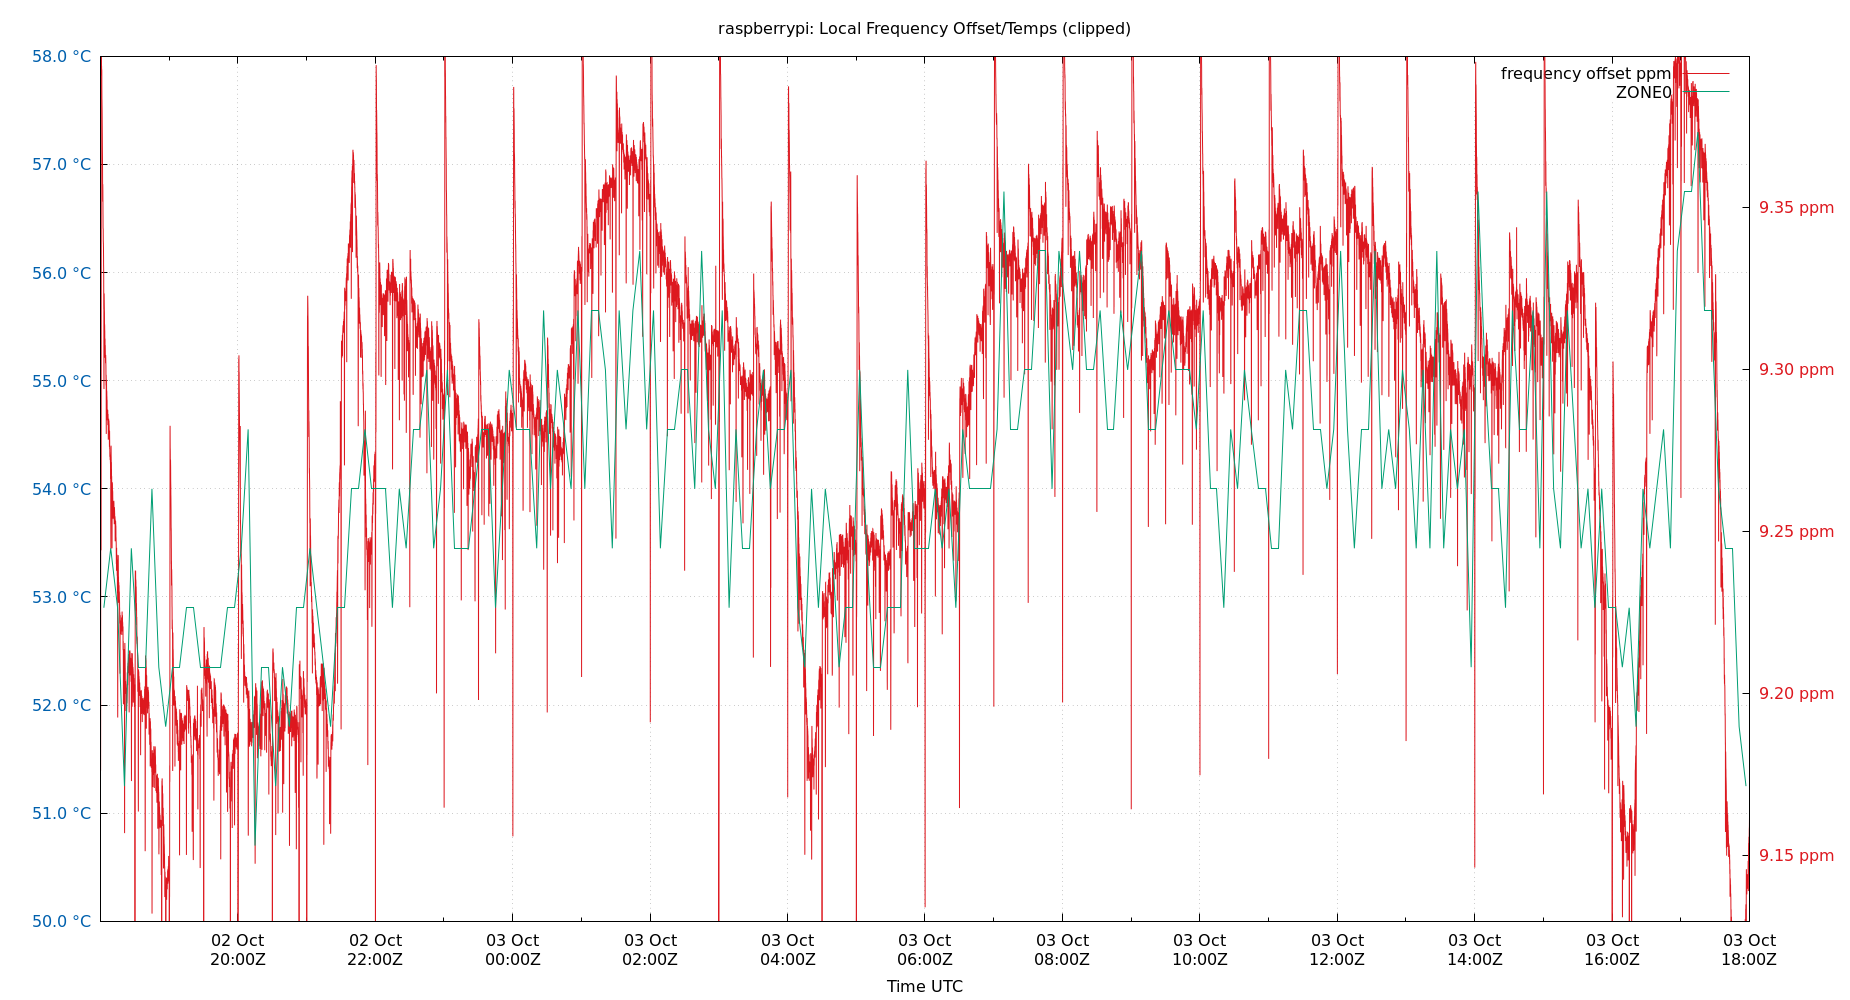 raspberrypi: Local Frequency Offset/Temps (clipped)
58.0 °C
57.0 °C
56.0 °C
55.0 °C
54.0 °C
53.0 °C
52.0 °C
51.0 °C
50.0 °C
frequency offset ppm
ZONE0
9.35 ppm
9.30 ppm
9.25 ppm
9.20 ppm
9.15 ppm
02 Oct
20:00Z
02 Oct
22:00Z
03 Oct
00:00Z
03 Oct
02:00Z
03 Oct
04:00Z
03 Oct
06:00Z
03 Oct
08:00Z
03 Oct
10:00Z
03 Oct
12:00Z
03 Oct
14:00Z
03 Oct
16:00Z
03 Oct
18:00Z
Time UTC